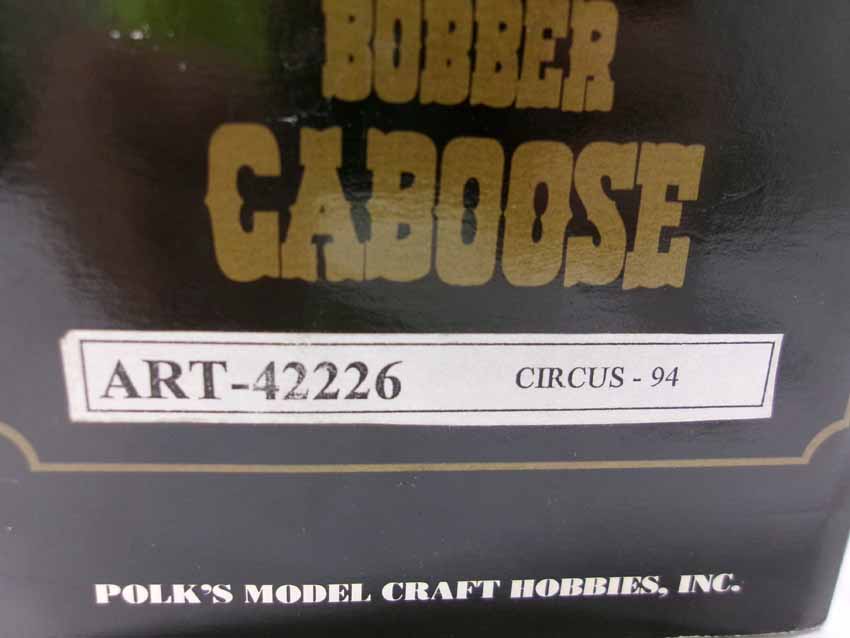 BOBBER
CABOOSE
ART-42226 CIRCUS - 94
POLK'S MODEL CRAFT HOBBIES, INC.